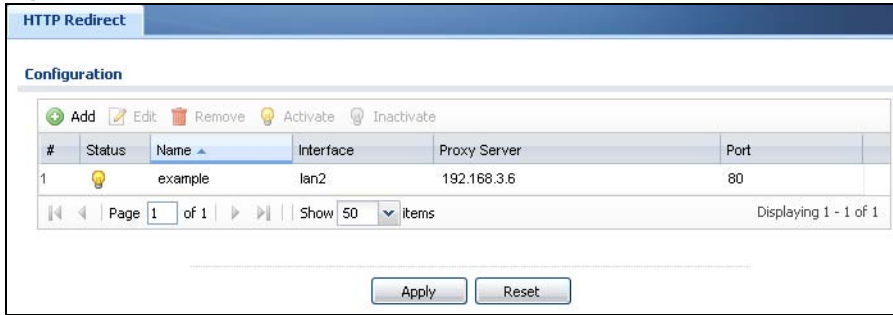 HTTP Redirect
Configuration
Add Edit Remove Activate Inactivate
# Status Name Interface Proxy Server Port
1 example lan2 192.168.3.6 80
Page 1 of 1 Show 50 items Displaying 1 - 1 of 1
Apply Reset